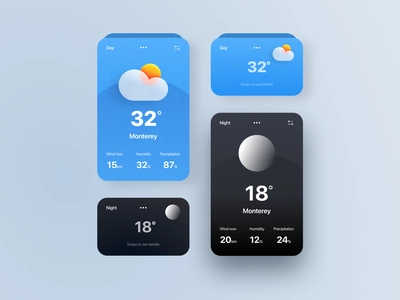 Day
32°
Monterey
Wind now Humidity Precipitation
15km 32% 87%
Day
32°
Swipe to see details
Night
18°
Swipe to see details
Night
18°
Monterey
Wind now Humidity Precipitation
20km 12% 24%